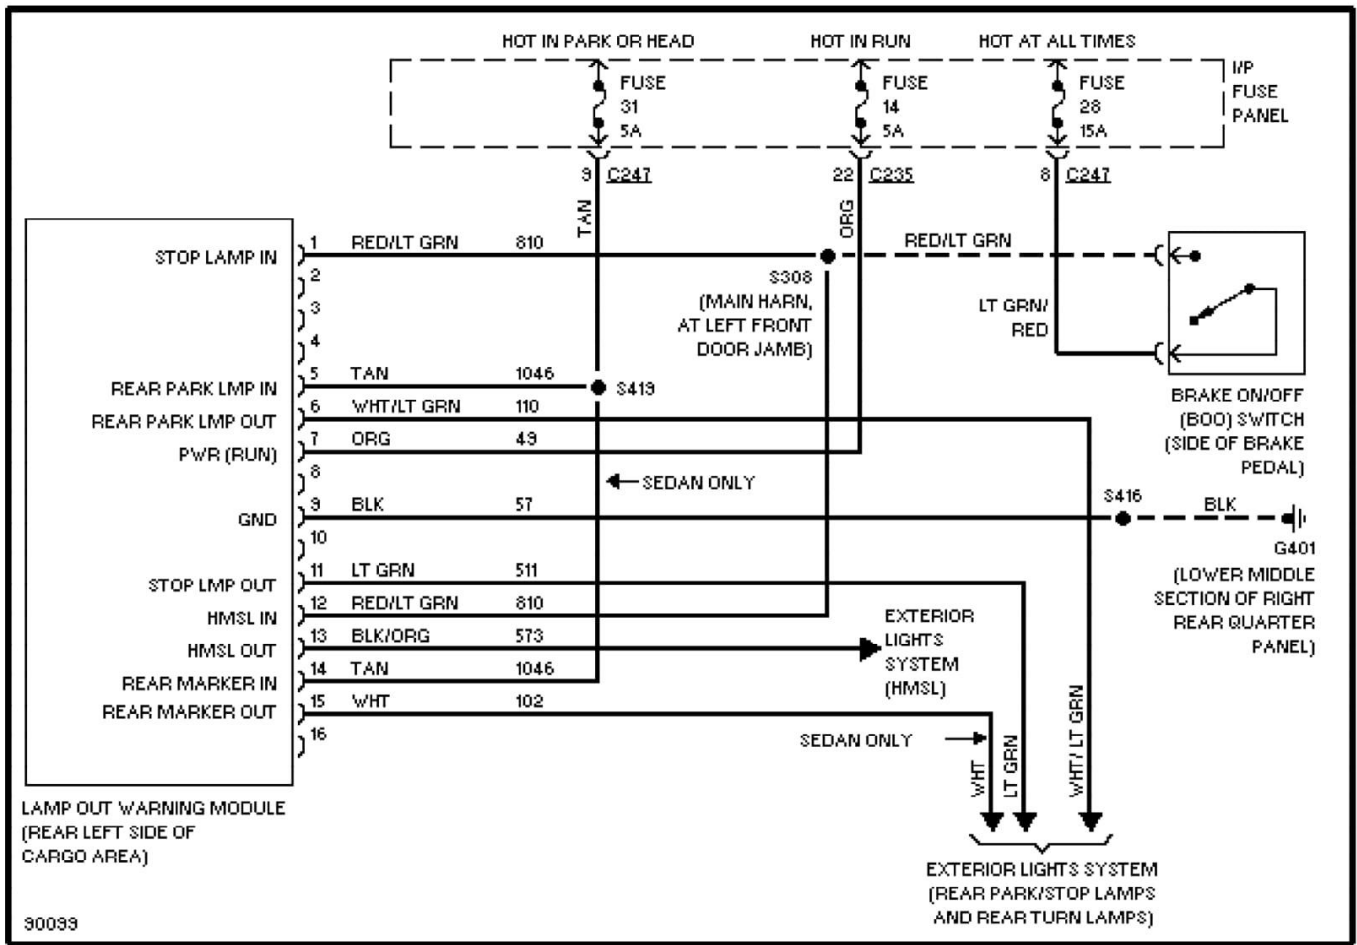 HOT IN PARK OR HEAD
HOT IN RUN
HOT AT ALL TIMES
FUSE
31
5A
FUSE
14
5A
FUSE
28
15A
I/P
FUSE
PANEL
9 C247
22 C235
8 C247
TAN
ORG
STOP LAMP IN
1 RED/LT GRN 810
RED/LT GRN
2
3
4
S308
(MAIN HARN,
AT LEFT FRONT
DOOR JAMB)
LT GRN/
RED
REAR PARK LMP IN
5 TAN 1046
S419
REAR PARK LMP OUT
6 WHT/LT GRN 110
PWR (RUN)
7 ORG 49
8
SEDAN ONLY
BRAKE ON/OFF
(BOO) SWITCH
(SIDE OF BRAKE
PEDAL)
GND
9 BLK 57
S416
BLK
G401
(LOWER MIDDLE
SECTION OF RIGHT
REAR QUARTER
PANEL)
10
STOP LMP OUT
11 LT GRN 511
HMSL IN
12 RED/LT GRN 810
HMSL OUT
13 BLK/ORG 573
EXTERIOR
LIGHTS
SYSTEM
(HMSL)
REAR MARKER IN
14 TAN 1046
REAR MARKER OUT
15 WHT 102
16
SEDAN ONLY
WHT
LT GRN
WHT/ LT GRN
LAMP OUT WARNING MODULE
(REAR LEFT SIDE OF
CARGO AREA)
EXTERIOR LIGHTS SYSTEM
(REAR PARK/STOP LAMPS
AND REAR TURN LAMPS)
90099